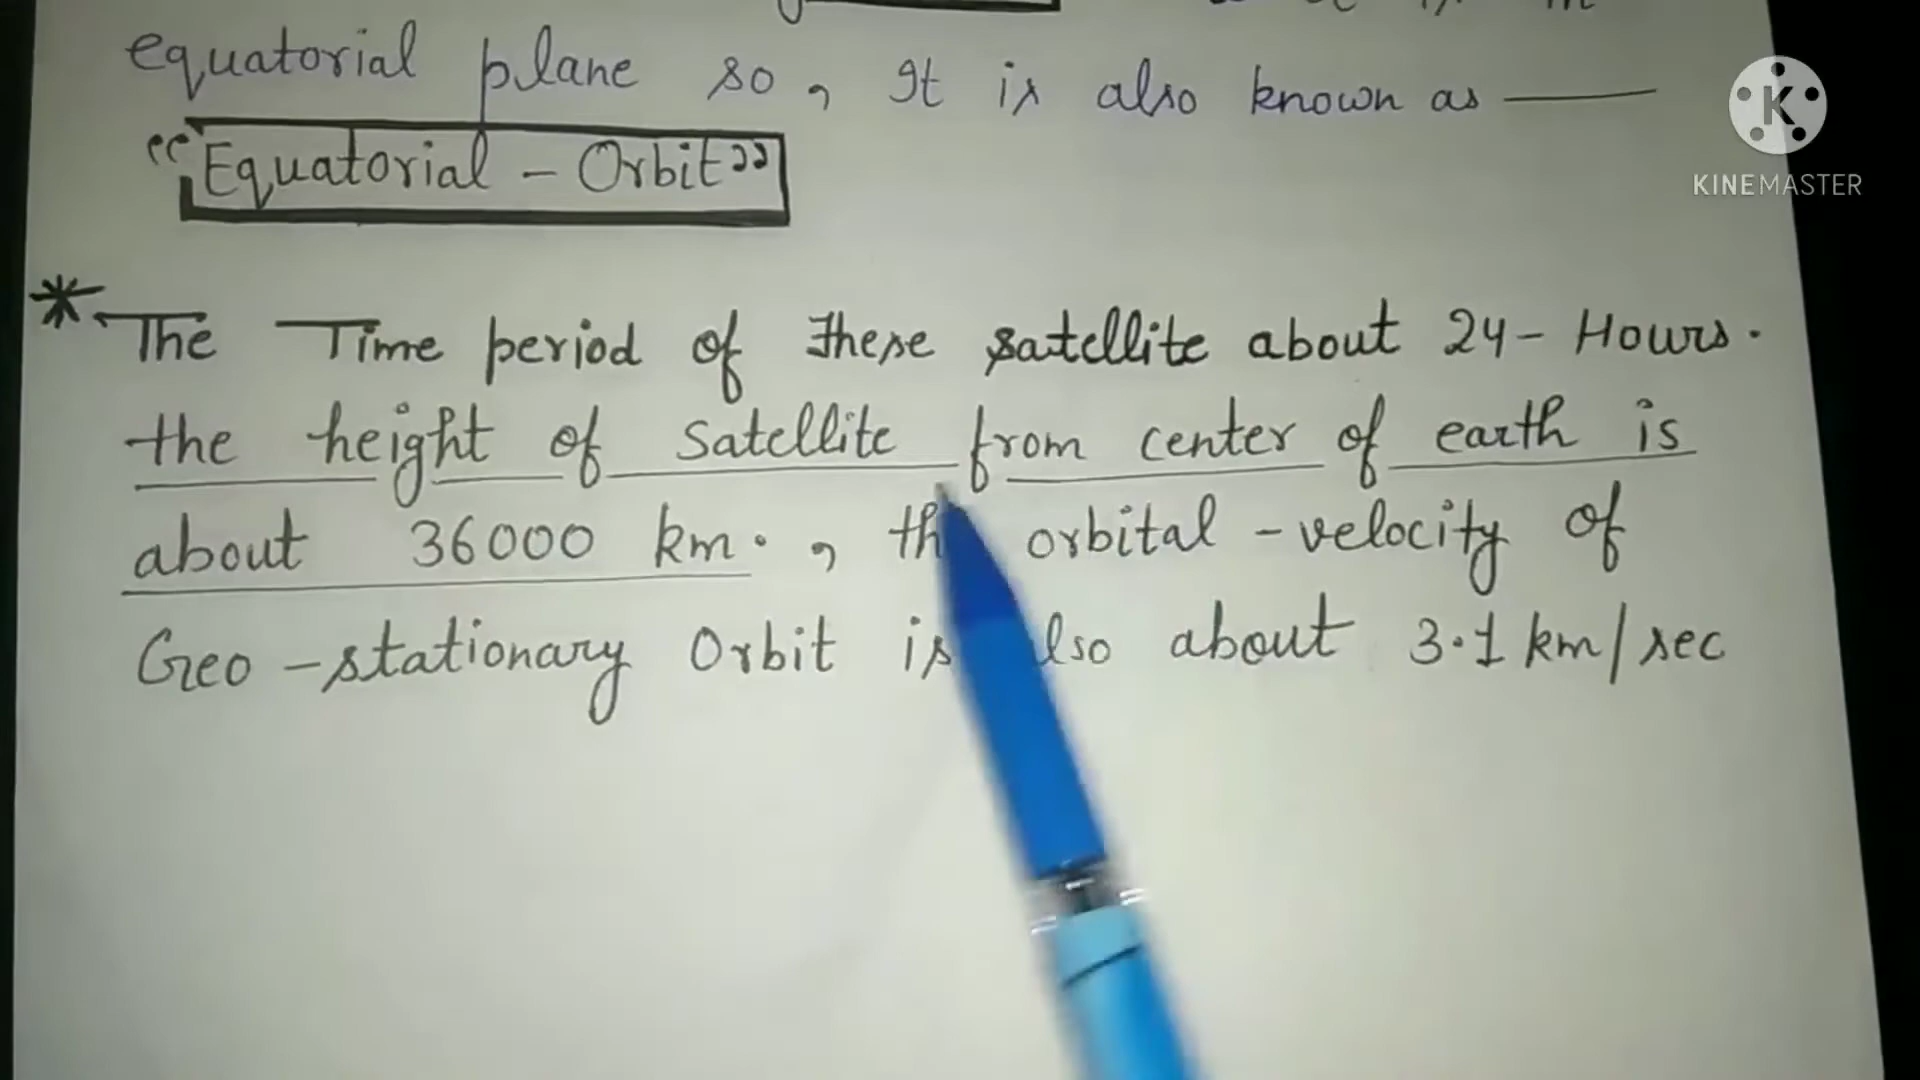 equatorial plane so, It is also known as —
"Equatorial - Orbit"
* The Time period of these satellite about 24 - Hours.
the height of satellite from center of earth is
about 36000 km. , orbital - velocity of
Geo - stationary Orbit is about 3.1 km/sec
K
KINEMASTER